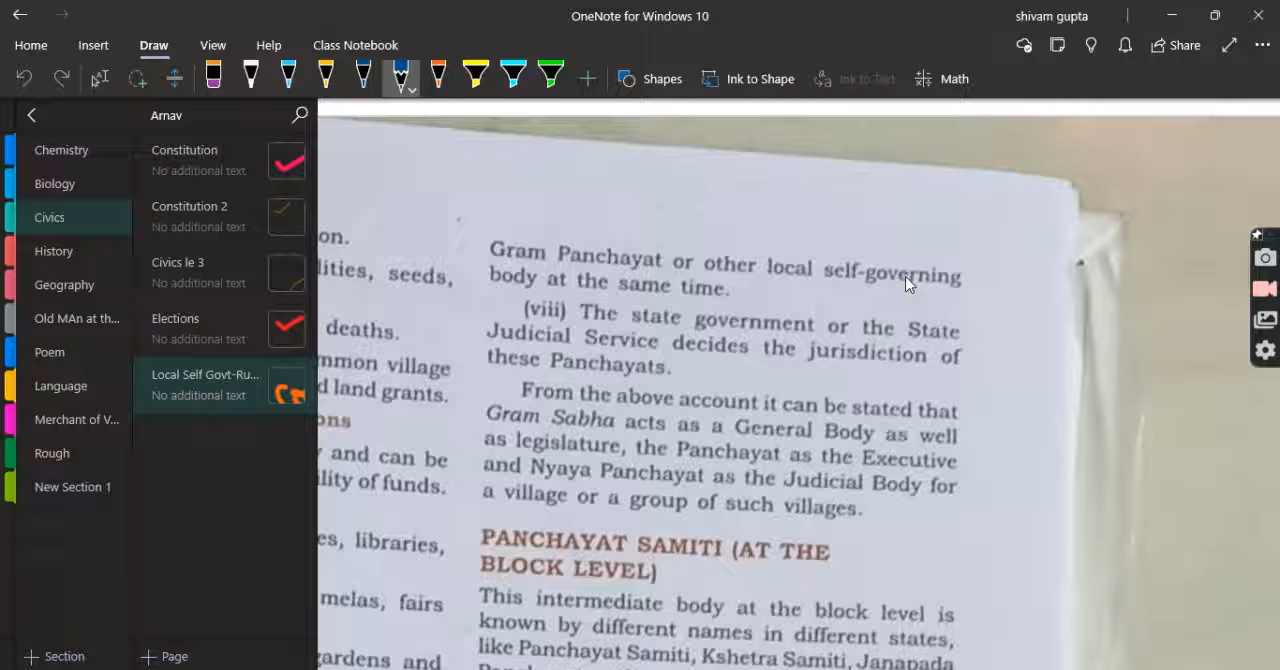 OneNote for Windows 10
shivam gupta
Home Insert Draw View Help Class Notebook
Share
Shapes
Ink to Shape
Ink to Text
Math
Arnav
Chemistry
Biology
Civics
History
Geography
Old MAn at th...
Poem
Language
Merchant of V...
Rough
New Section 1
Section
Constitution
No additional text
Constitution 2
No additional text
Civics le 3
No additional text
Elections
No additional text
Local Self Govt-Ru...
No additional text
Page
on.
lities, seeds,
deaths.
mmon village
d land grants.
ons
and can be
lity of funds.
es, libraries,
melas, fairs
gardens and
Gram Panchayat or other local self-governing
body at the same time.
(viii) The state government or the State
Judicial Service decides the jurisdiction of
these Panchayats.
From the above account it can be stated that
Gram Sabha acts as a General Body as well
as legislature, the Panchayat as the Executive
and Nyaya Panchayat as the Judicial Body for
a village or a group of such villages.
PANCHAYAT SAMITI (AT THE
BLOCK LEVEL)
This intermediate body at the block level is
known by different names in different states,
like Panchayat Samiti, Kshetra Samiti, Janapada